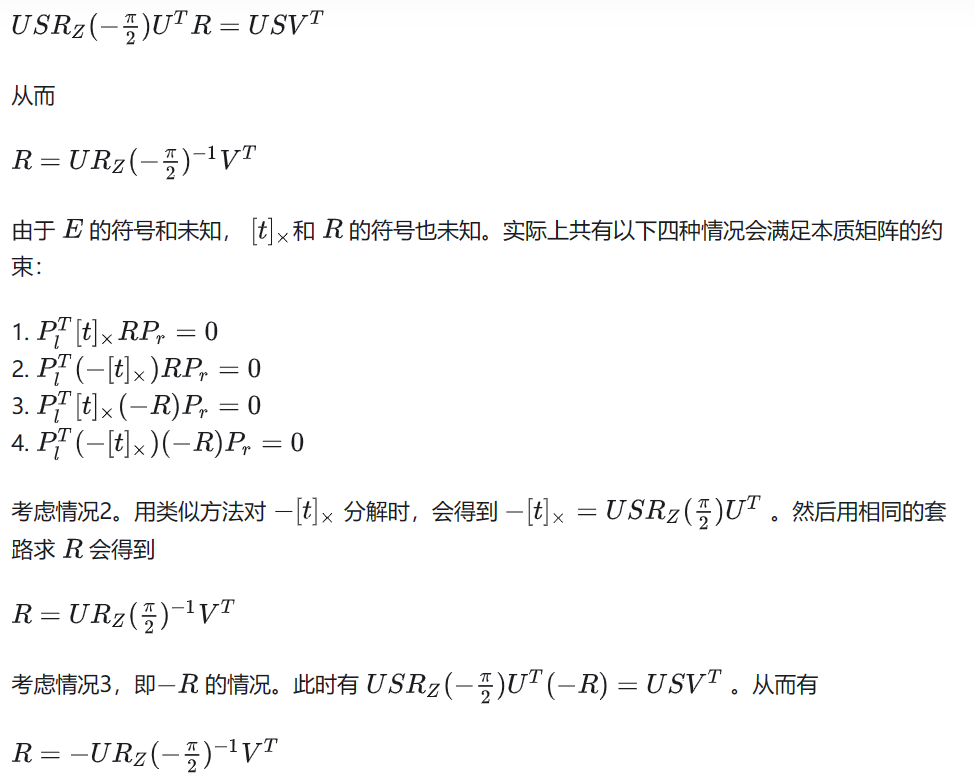 $USR_Z(-\frac{\pi}{2})U^T R = USV^T$
从而
$R = UR_Z(-\frac{\pi}{2})^{-1}V^T$
由于 $E$ 的符号和未知， $[t]_\times$和 $R$ 的符号也未知。实际上共有以下四种情况会满足本质矩阵的约
束：
1. $P_l^T[t]_\times RP_r = 0$
2. $P_l^T(-[t]_\times)RP_r = 0$
3. $P_l^T[t]_\times(-R)P_r = 0$
4. $P_l^T(-[t]_\times)(-R)P_r = 0$
考虑情况2。用类似方法对 $-[t]_\times$ 分解时，会得到 $-[t]_\times = USR_Z(\frac{\pi}{2})U^T$ 。然后用相同的套
路求 $R$ 会得到
$R = UR_Z(\frac{\pi}{2})^{-1}V^T$
考虑情况3，即$-R$ 的情况。此时有 $USR_Z(-\frac{\pi}{2})U^T(-R) = USV^T$ 。从而有
$R = -UR_Z(-\frac{\pi}{2})^{-1}V^T$